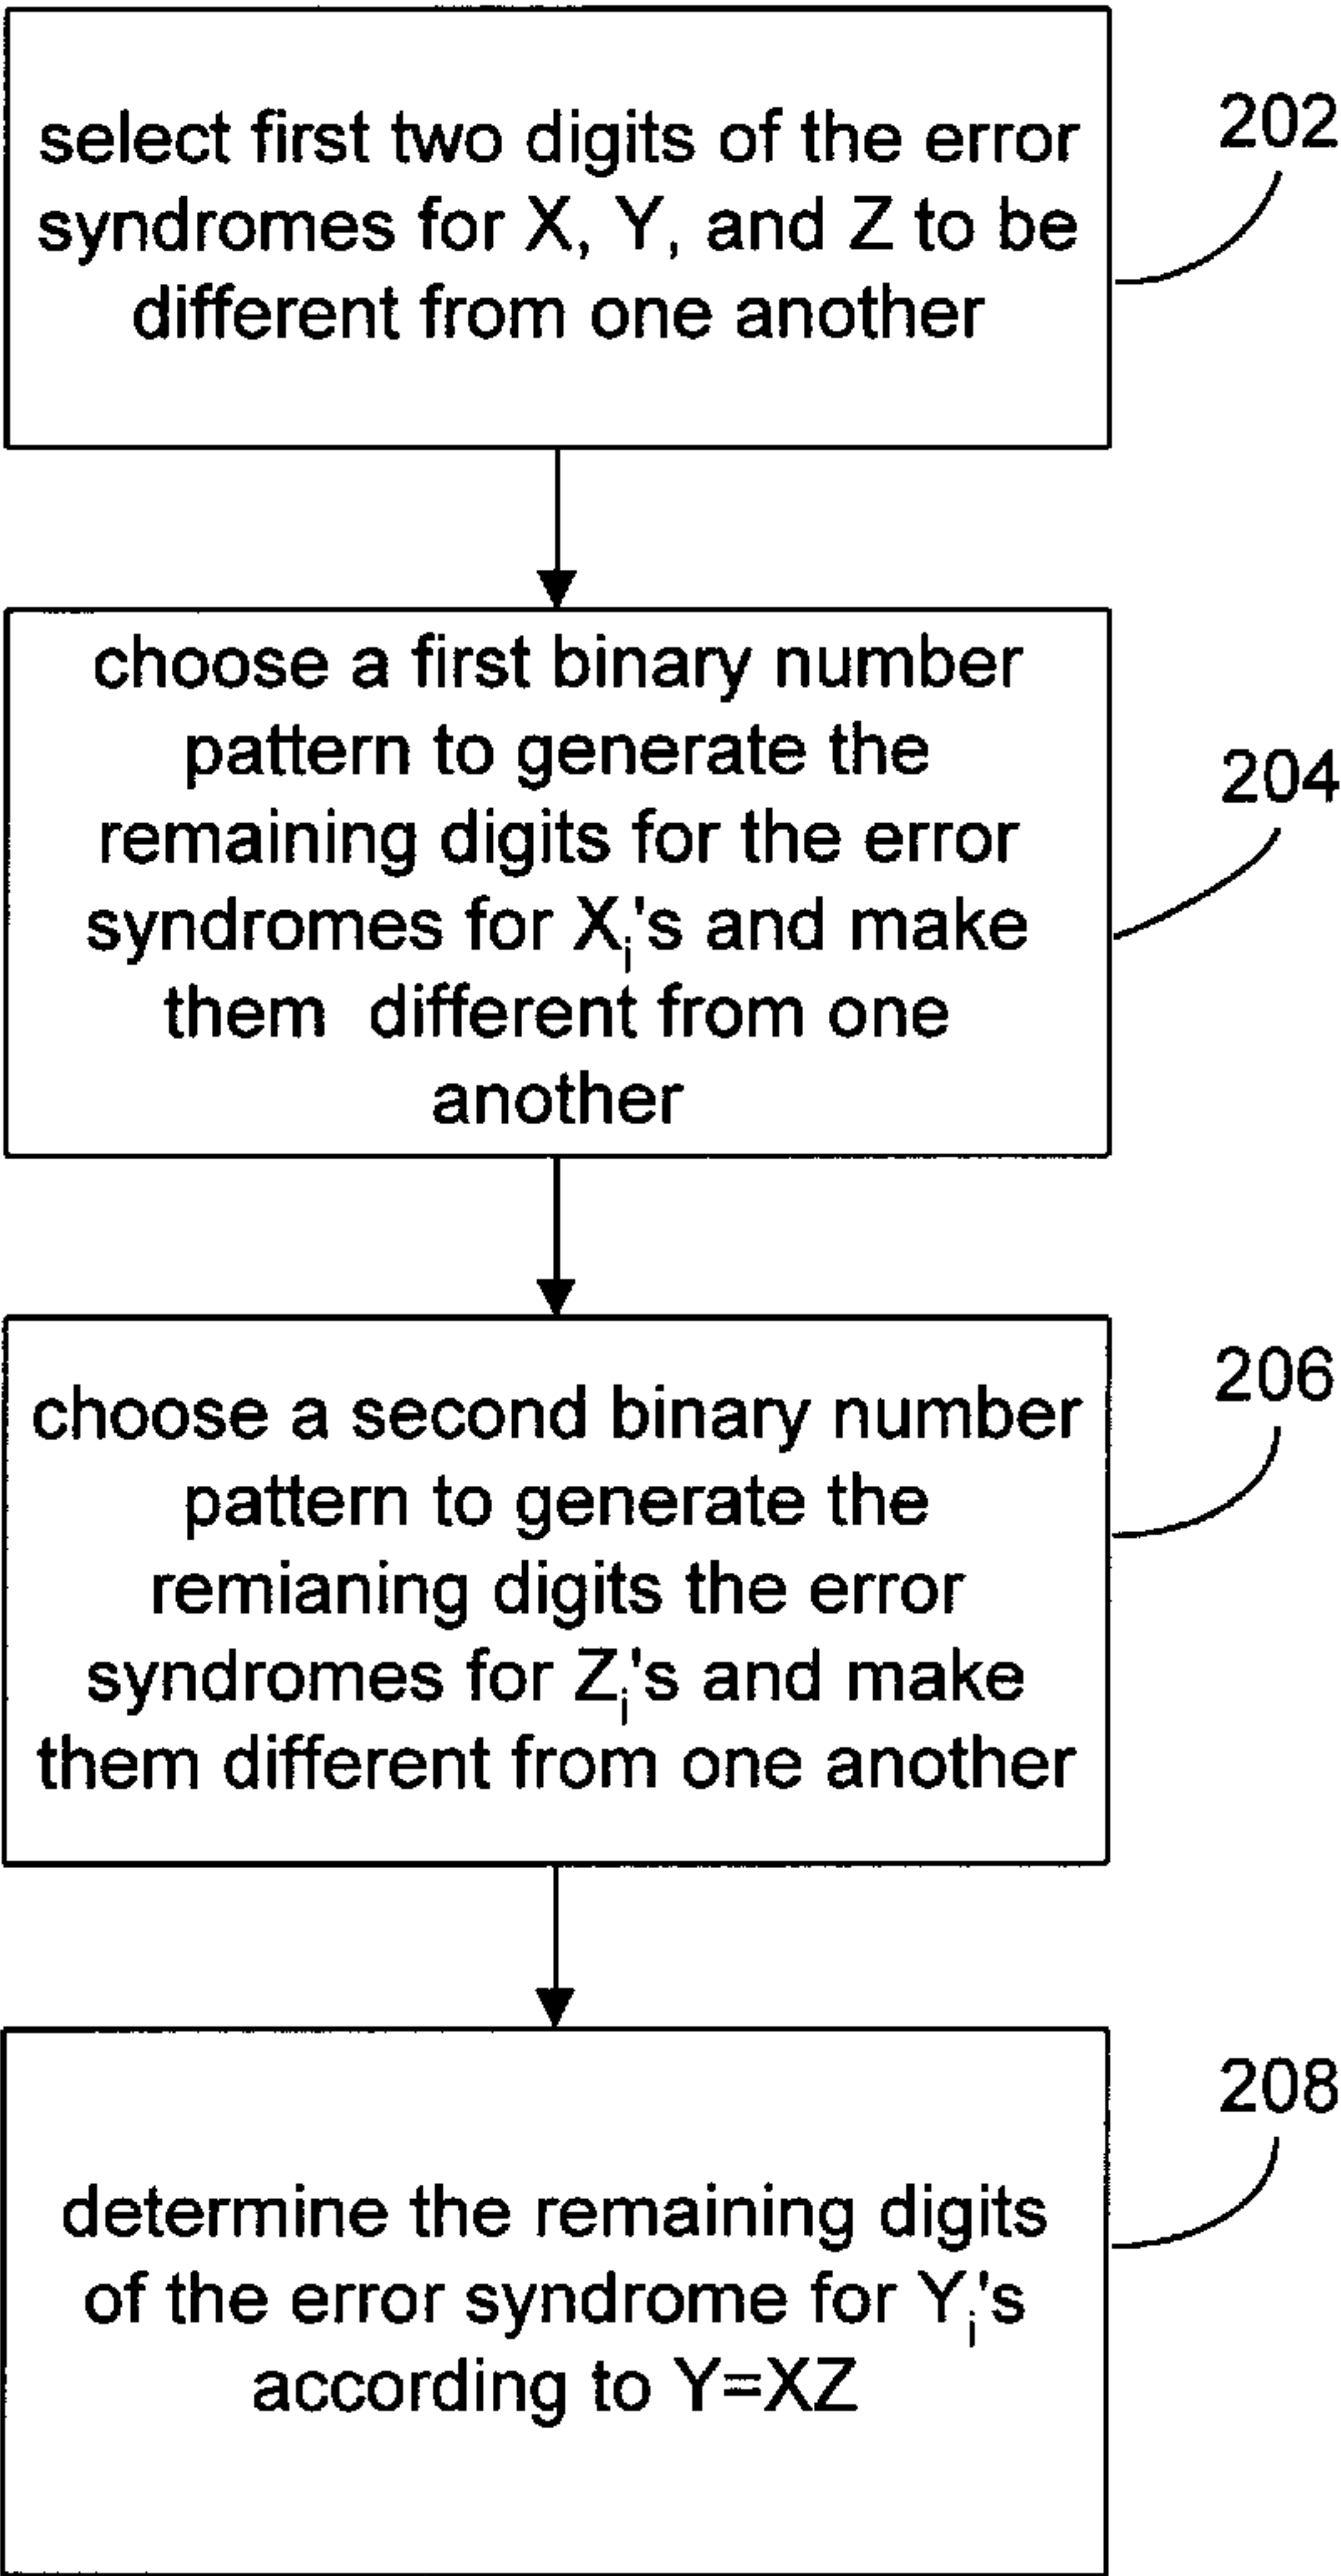 select first two digits of the error
syndromes for X, Y, and Z to be
different from one another
202
choose a first binary number
pattern to generate the
remaining digits for the error
syndromes for Xi's and make
them different from one
another
204
choose a second binary number
pattern to generate the
remianing digits the error
syndromes for Zi's and make
them different from one another
206
determine the remaining digits
of the error syndrome for Yi's
according to Y=XZ
208